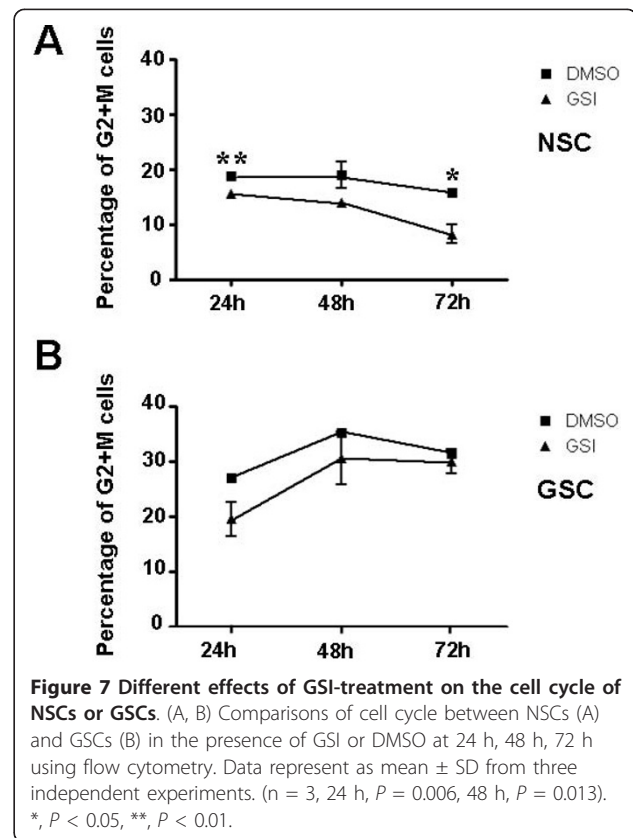 A
Percentage of G2+M cells
40
30
20
10
0
**
*
24h
48h
72h
DMSO
GSI
NSC
B
Percentage of G2+M cells
40
30
20
10
0
24h
48h
72h
DMSO
GSI
GSC
Figure 7 Different effects of GSI-treatment on the cell cycle of
NSCs or GSCs. (A, B) Comparisons of cell cycle between NSCs (A)
and GSCs (B) in the presence of GSI or DMSO at 24 h, 48 h, 72 h
using flow cytometry. Data represent as mean ± SD from three
independent experiments. (n = 3, 24 h, P = 0.006, 48 h, P = 0.013).
*, P < 0.05, **, P < 0.01.